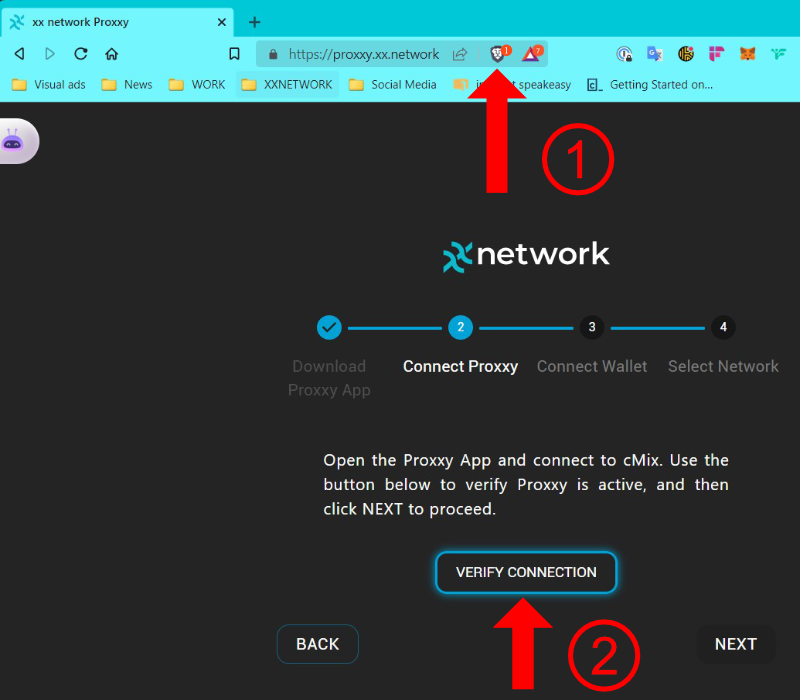 xx network Proxxy
https://proxxy.xx.network
1
7
Visual ads
News
WORK
XXNETWORK
Social Media
speakeasy
Getting Started on...
1
network
2
3
4
Download
Proxxy App
Connect Proxxy
Connect Wallet
Select Network
Open the Proxxy App and connect to cMix. Use the
button below to verify Proxxy is active, and then
click NEXT to proceed.
VERIFY CONNECTION
BACK
2
NEXT